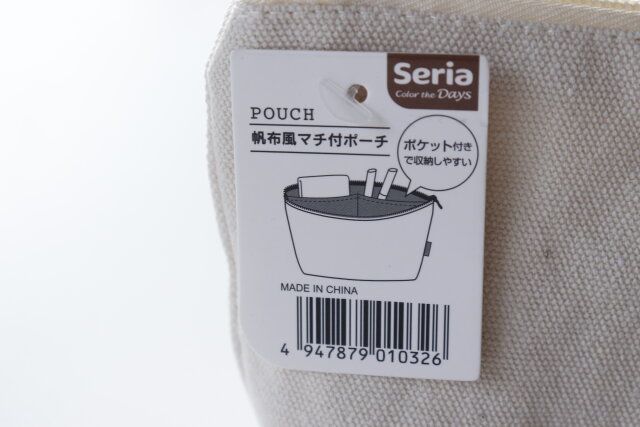 Seria
Color the Days
POUCH
帆布風マチ付ポーチ
ポケット付き
で収納しやすい
MADE IN CHINA
4 947879 010326